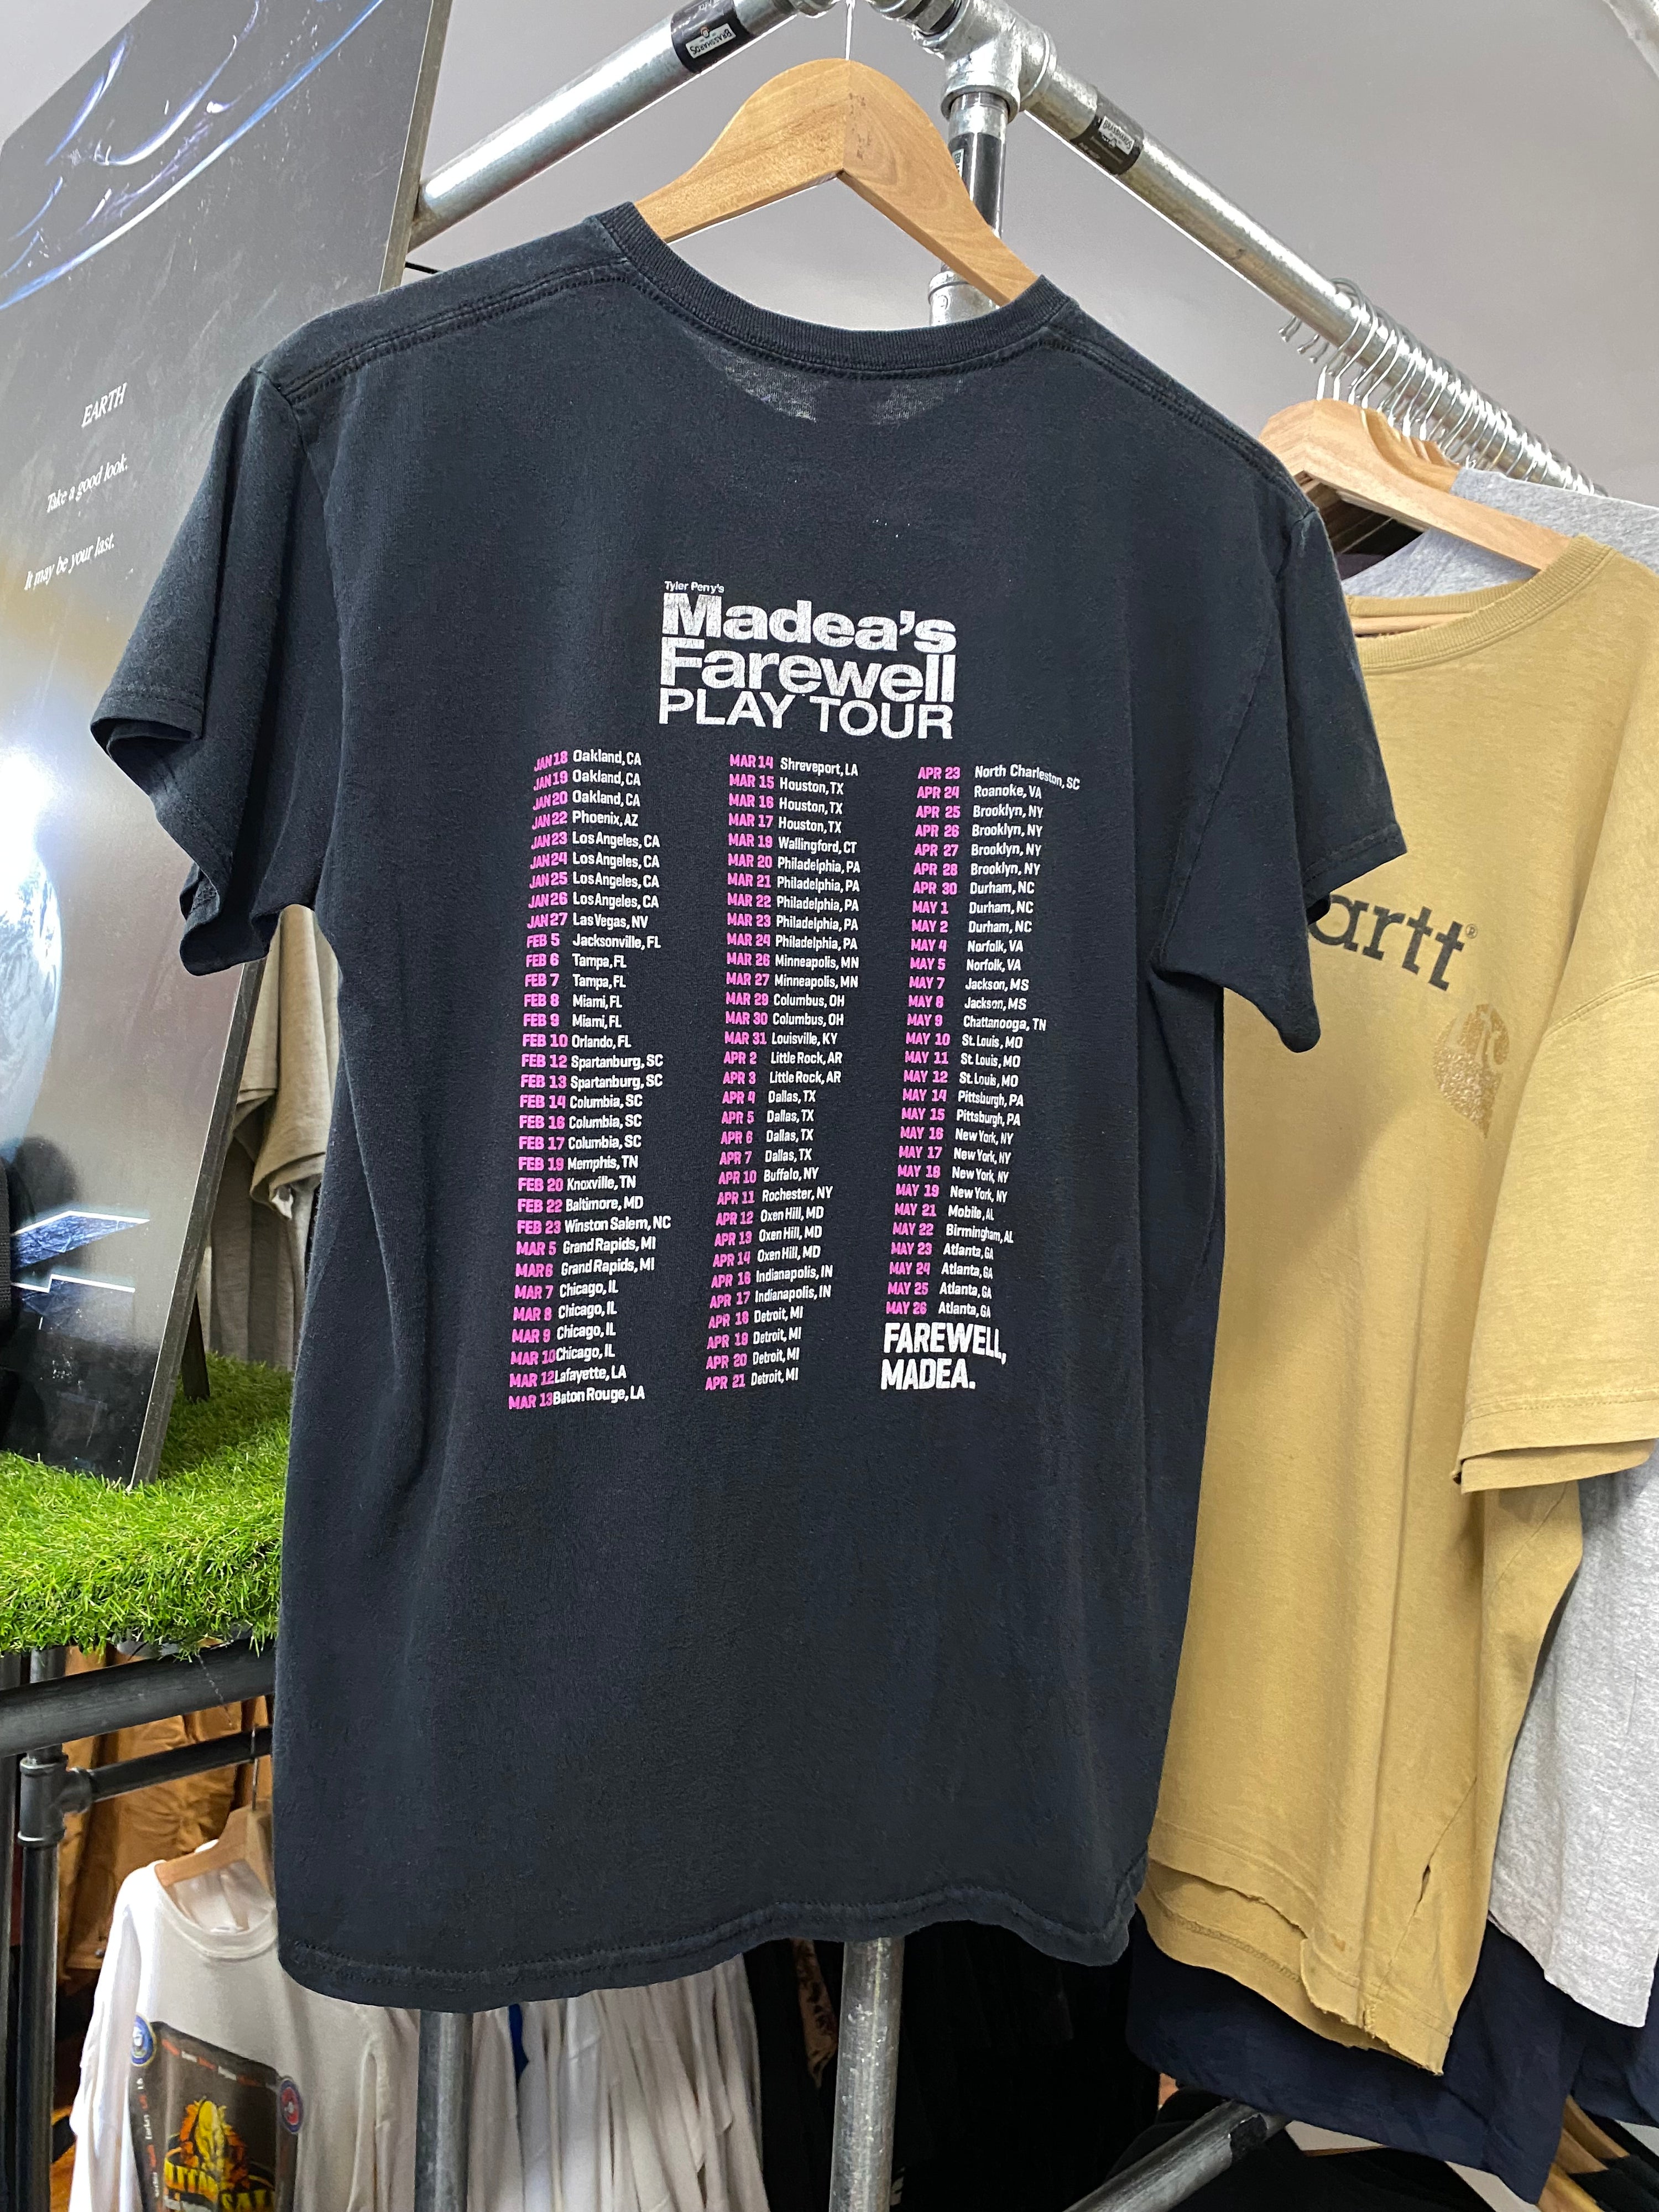 BRASSHARDS
EARTH
Take a good look.
It may be your last.
Tyler Perry's
Madea's
Farewell
PLAY TOUR
JAN 18 Oakland, CA
JAN 19 Oakland, CA
JAN 20 Oakland, CA
JAN 22 Phoenix, AZ
JAN 23 Los Angeles, CA
JAN 24 Los Angeles, CA
JAN 25 Los Angeles, CA
JAN 26 Los Angeles, CA
JAN 27 Las Vegas, NV
FEB 5 Jacksonville, FL
FEB 6 Tampa, FL
FEB 7 Tampa, FL
FEB 8 Miami, FL
FEB 9 Miami, FL
FEB 10 Orlando, FL
FEB 12 Spartanburg, SC
FEB 13 Spartanburg, SC
FEB 14 Columbia, SC
FEB 16 Columbia, SC
FEB 17 Columbia, SC
FEB 19 Memphis, TN
FEB 20 Knoxville, TN
FEB 22 Baltimore, MD
FEB 23 Winston Salem, NC
MAR 5 Grand Rapids, MI
MAR 6 Grand Rapids, MI
MAR 7 Chicago, IL
MAR 8 Chicago, IL
MAR 9 Chicago, IL
MAR 10 Chicago, IL
MAR 12 Lafayette, LA
MAR 13 Baton Rouge, LA
MAR 14 Shreveport, LA
MAR 15 Houston, TX
MAR 16 Houston, TX
MAR 17 Houston, TX
MAR 19 Wallingford, CT
MAR 20 Philadelphia, PA
MAR 21 Philadelphia, PA
MAR 22 Philadelphia, PA
MAR 23 Philadelphia, PA
MAR 24 Philadelphia, PA
MAR 26 Minneapolis, MN
MAR 27 Minneapolis, MN
MAR 29 Columbus, OH
MAR 30 Columbus, OH
MAR 31 Louisville, KY
APR 2 Little Rock, AR
APR 3 Little Rock, AR
APR 4 Dallas, TX
APR 5 Dallas, TX
APR 6 Dallas, TX
APR 7 Dallas, TX
APR 10 Buffalo, NY
APR 11 Rochester, NY
APR 12 Oxen Hill, MD
APR 13 Oxen Hill, MD
APR 14 Oxen Hill, MD
APR 16 Indianapolis, IN
APR 17 Indianapolis, IN
APR 18 Detroit, MI
APR 19 Detroit, MI
APR 20 Detroit, MI
APR 21 Detroit, MI
APR 23 North Charleston, SC
APR 24 Roanoke, VA
APR 25 Brooklyn, NY
APR 26 Brooklyn, NY
APR 27 Brooklyn, NY
APR 28 Brooklyn, NY
APR 30 Durham, NC
MAY 1 Durham, NC
MAY 2 Durham, NC
MAY 4 Norfolk, VA
MAY 5 Norfolk, VA
MAY 7 Jackson, MS
MAY 8 Jackson, MS
MAY 9 Chattanooga, TN
MAY 10 St. Louis, MO
MAY 11 St. Louis, MO
MAY 12 St. Louis, MO
MAY 14 Pittsburgh, PA
MAY 15 Pittsburgh, PA
MAY 16 New York, NY
MAY 17 New York, NY
MAY 18 New York, NY
MAY 19 New York, NY
MAY 21 Mobile, AL
MAY 22 Birmingham, AL
MAY 23 Atlanta, GA
MAY 24 Atlanta, GA
MAY 25 Atlanta, GA
MAY 26 Atlanta, GA
FAREWELL,
MADEA.
artt®